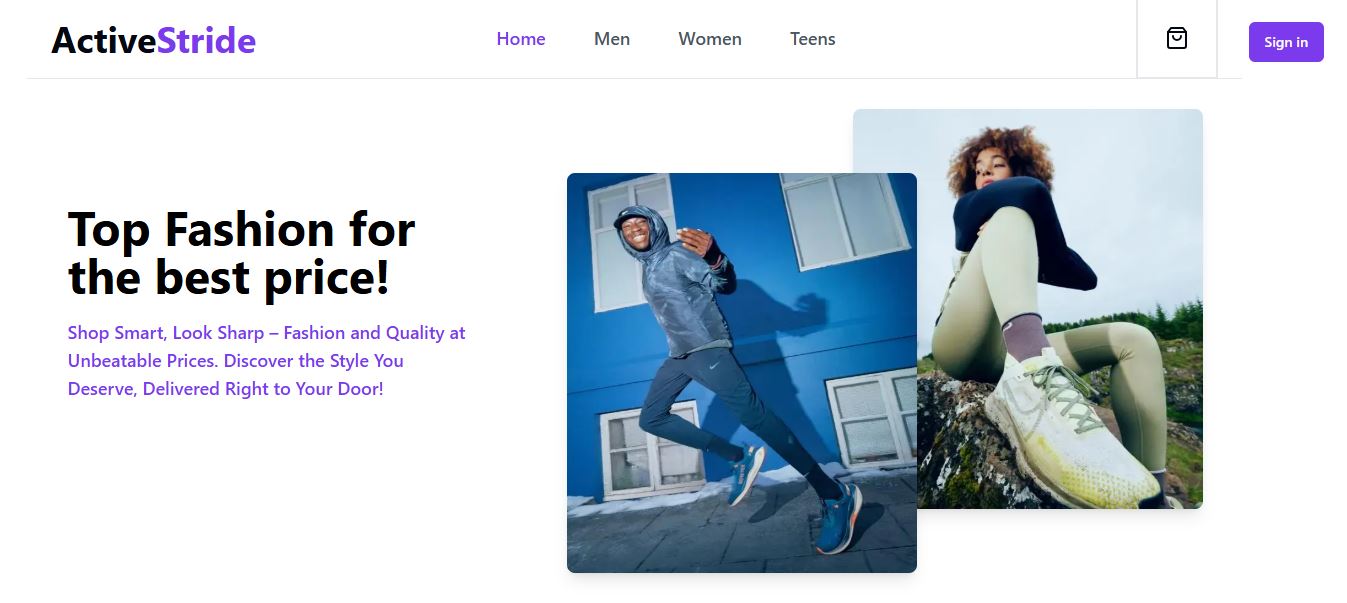 ActiveStride
Home
Men
Women
Teens
Sign in
Top Fashion for
the best price!
Shop Smart, Look Sharp – Fashion and Quality at
Unbeatable Prices. Discover the Style You
Deserve, Delivered Right to Your Door!